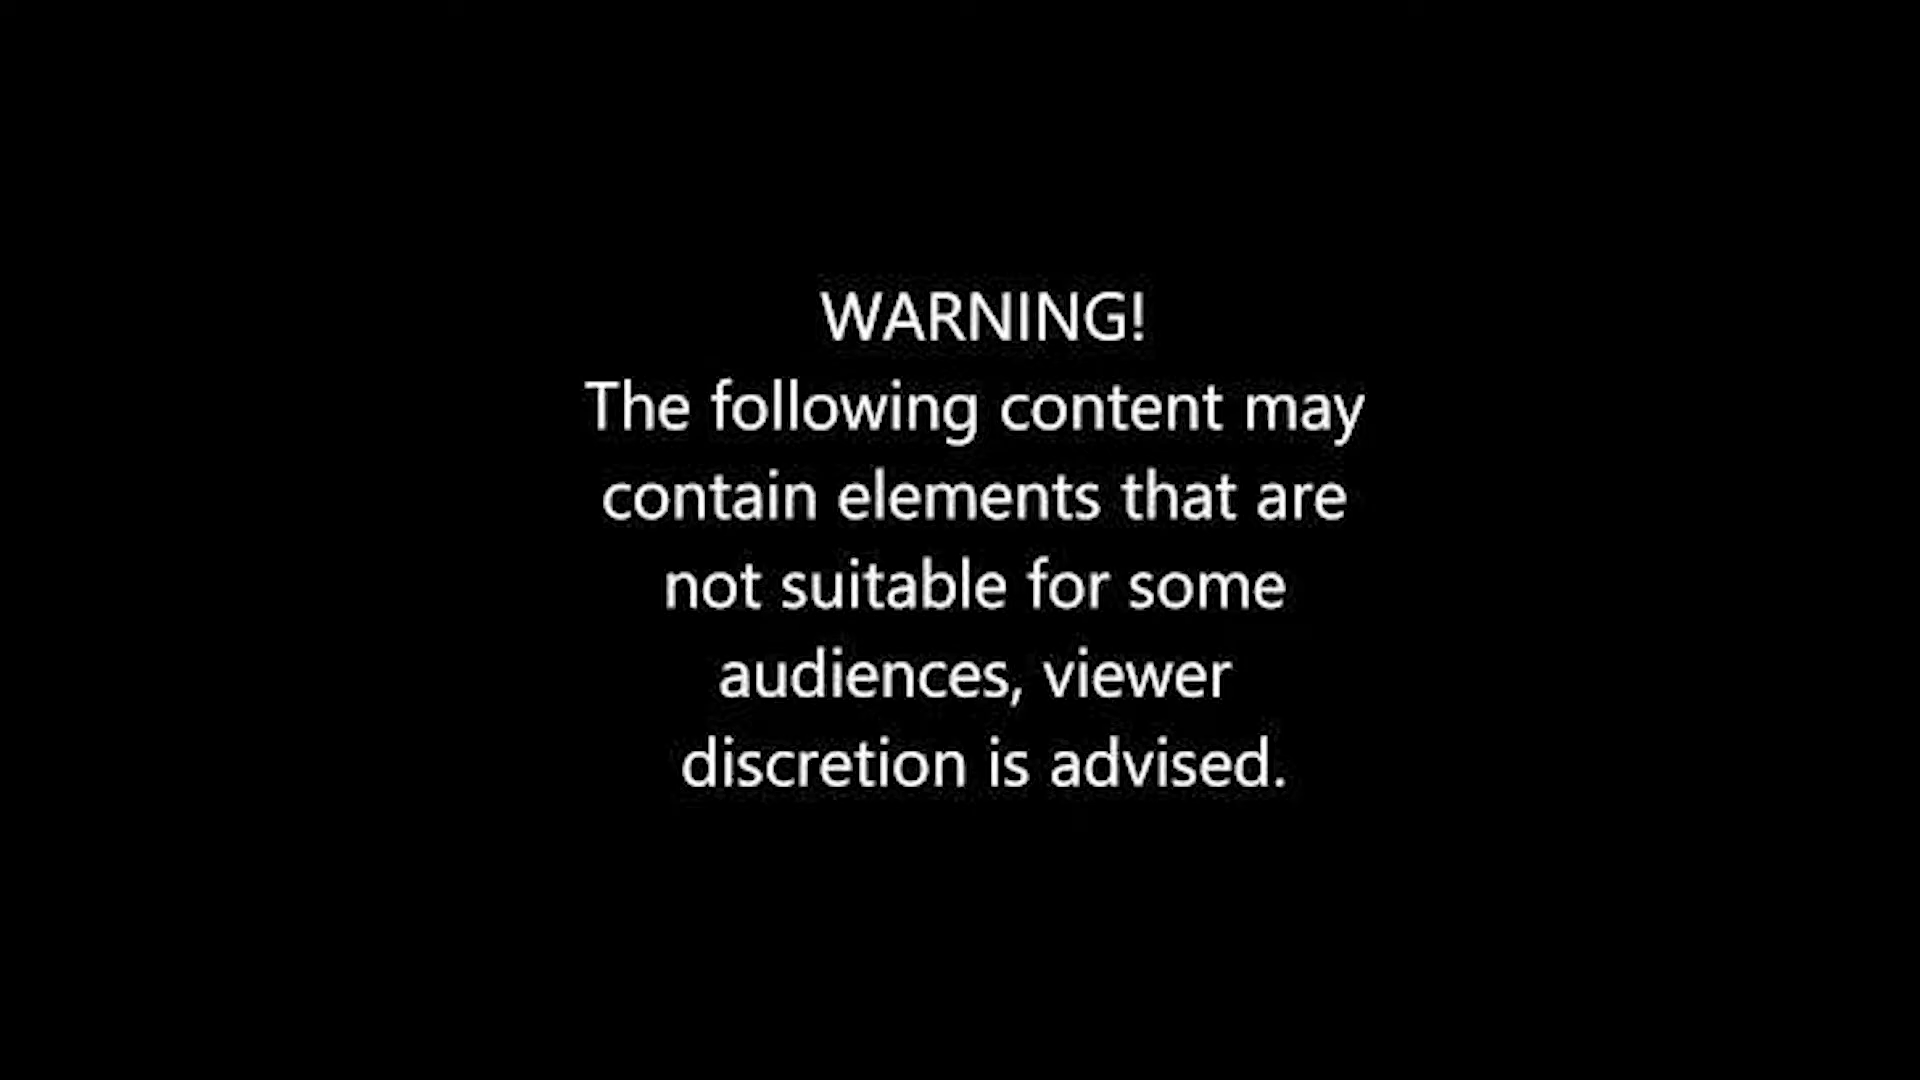 WARNING!
The following content may
contain elements that are
not suitable for some
audiences, viewer
discretion is advised.